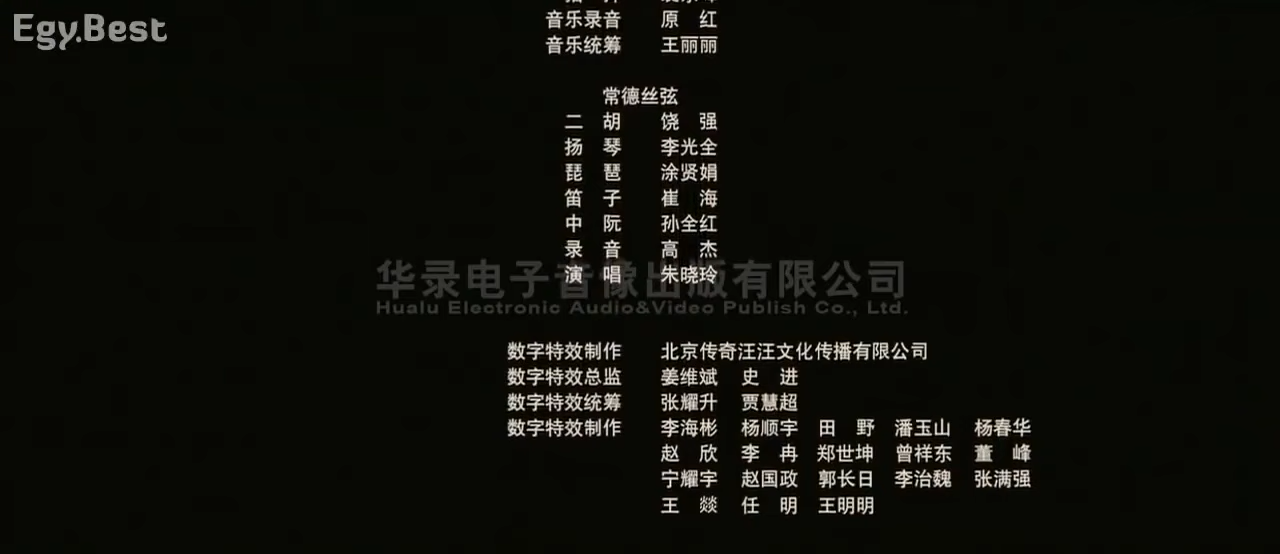 Egy.Best
音乐录音 原 红
音乐统筹 王丽丽
常德丝弦
二 胡 饶 强
扬 琴 李光全
琵 琶 涂贤娟
笛 子 崔 海
中 阮 孙全红
录 音 高 杰
演 唱 朱晓玲
华录电子音像出版有限公司
Hualu Electronic Audio&Video Publish Co., Ltd.
数字特效制作 北京传奇汪汪文化传播有限公司
数字特效总监 姜维斌 史 进
数字特效统筹 张耀升 贾慧超
数字特效制作 李海彬 杨顺宇 田 野 潘玉山 杨春华
赵 欣 李 冉 郑世坤 曾祥东 董 峰
宁耀宇 赵国政 郭长日 李治魏 张满强
王 燚 任 明 王明明